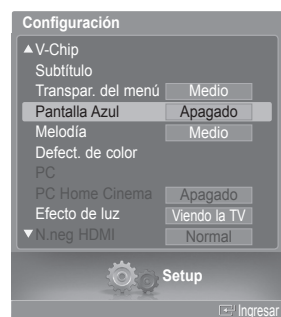 Configuración
▲V-Chip
Subtítulo
Transpar. del menú Medio
Pantalla Azul Apagado
Melodía Medio
Defect. de color
PC
PC Home Cinema Apagado
Efecto de luz Viendo la TV
▼N.neg HDMI Normal
Setup
Ingresar